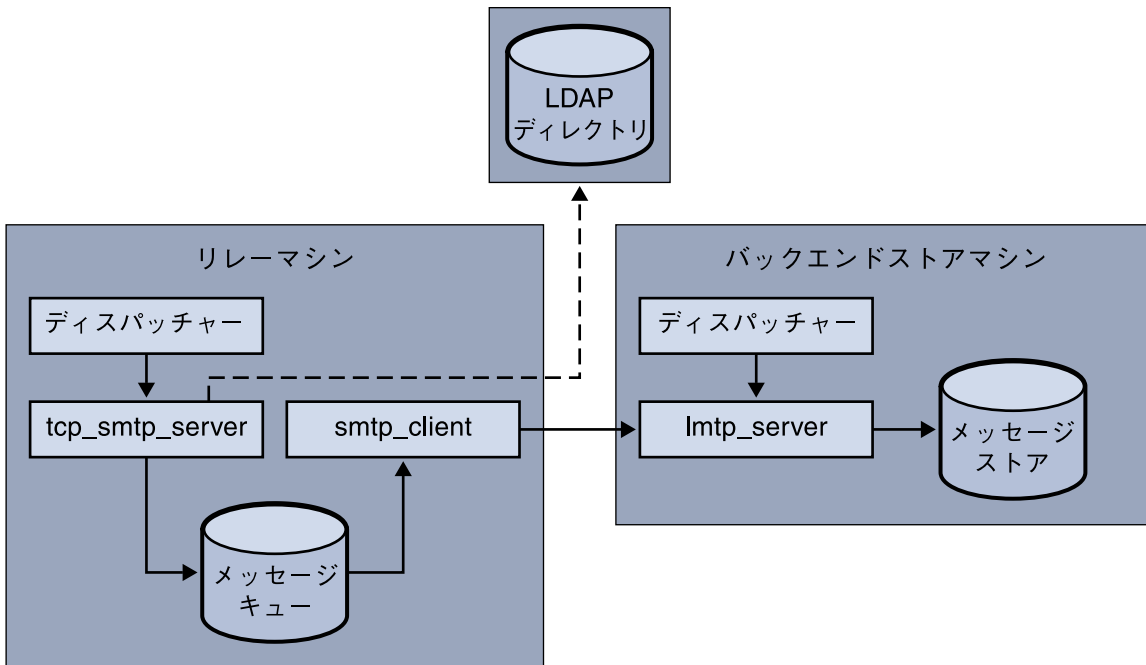 LDAP
ディレクトリ
リレーマシン
ディスパッチャー
tcp_smtp_server
smtp_client
メッセージ
キュー
バックエンドストアマシン
ディスパッチャー
lmtp_server
メッセージ
ストア